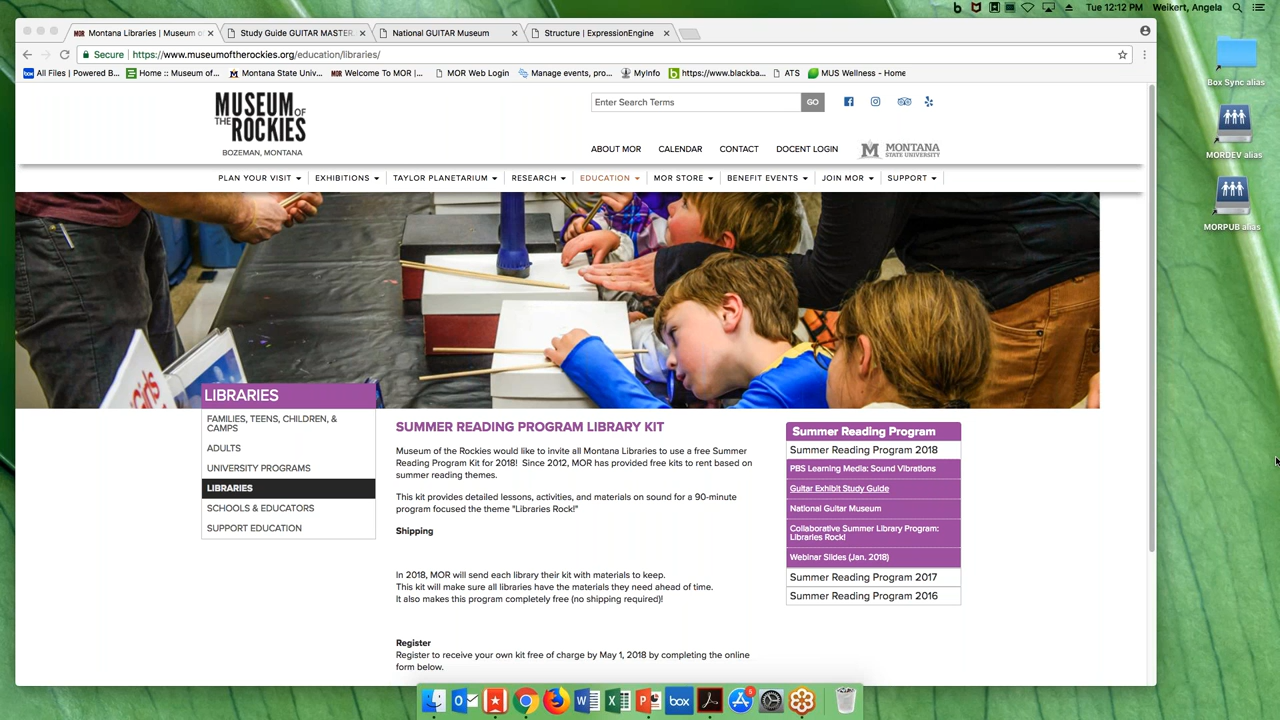 Tue 12:12 PM Weikert, Angela
Montana Libraries | Museum o
Study Guide GUITAR MASTER
National GUITAR Museum
Structure | ExpressionEngine
Secure | https://www.museumoftherockies.org/education/libraries/
All Files | Powered B...
Home :: Museum of...
Montana State Univ...
MOR Welcome To MOR |...
MOR Web Login
Manage events, pro...
MyInfo
https://www.blackba...
ATS
MUS Wellness - Home
Box Sync alias
MORDEV alias
MORPUB alias
MUSEUM OF
THE ROCKIES
BOZEMAN, MONTANA
Enter Search Terms GO
ABOUT MOR CALENDAR CONTACT DOCENT LOGIN
M MONTANA
STATE UNIVERSITY
PLAN YOUR VISIT EXHIBITIONS TAYLOR PLANETARIUM RESEARCH EDUCATION MOR STORE BENEFIT EVENTS JOIN MOR SUPPORT
LIBRARIES
FAMILIES, TEENS, CHILDREN, &
CAMPS
ADULTS
UNIVERSITY PROGRAMS
LIBRARIES
SCHOOLS & EDUCATORS
SUPPORT EDUCATION
SUMMER READING PROGRAM LIBRARY KIT
Museum of the Rockies would like to invite all Montana Libraries to use a free Summer
Reading Program Kit for 2018! Since 2012, MOR has provided free kits to rent based on
summer reading themes.
This kit provides detailed lessons, activities, and materials on sound for a 90-minute
program focused the theme "Libraries Rock!"
Shipping
In 2018, MOR will send each library their kit with materials to keep.
This kit will make sure all libraries have the materials they need ahead of time.
It also makes this program completely free (no shipping required)!
Register
Register to receive your own kit free of charge by May 1, 2018 by completing the online
form below.
Summer Reading Program
Summer Reading Program 2018
PBS Learning Media: Sound Vibrations
Guitar Exhibit Study Guide
National Guitar Museum
Collaborative Summer Library Program:
Libraries Rock!
Webinar Slides (Jan. 2018)
Summer Reading Program 2017
Summer Reading Program 2016
box
5